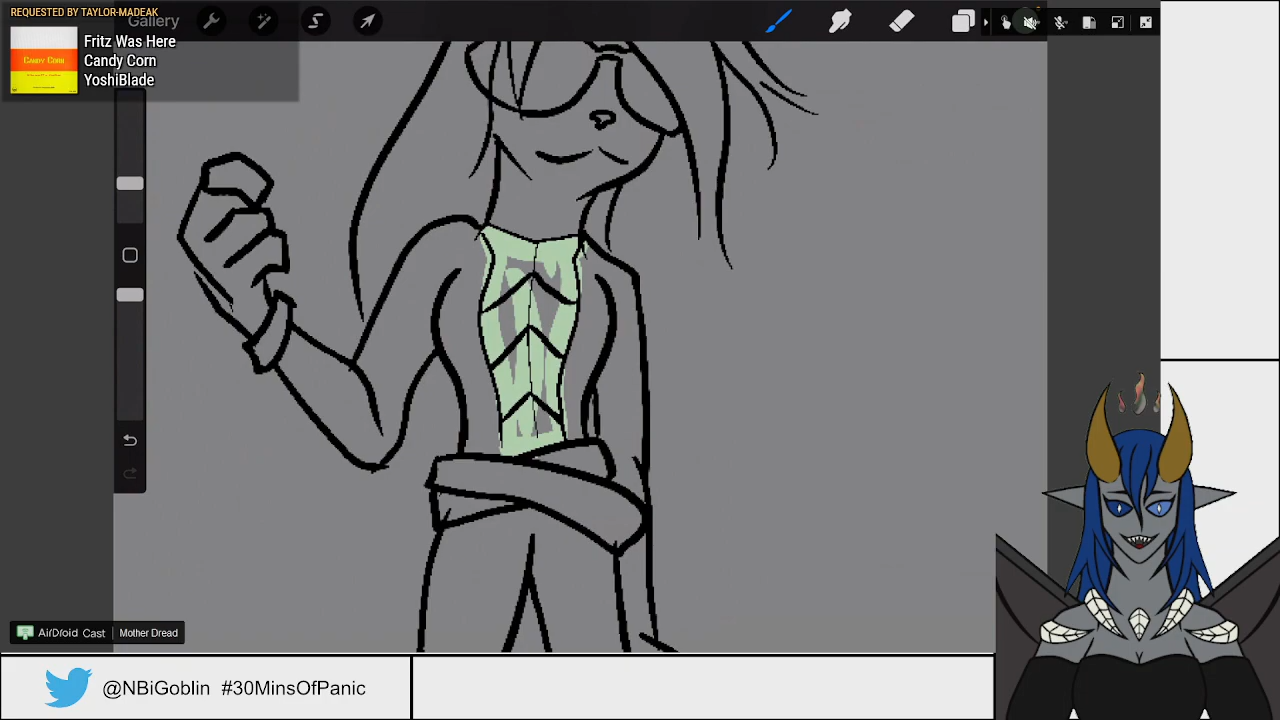 REQUESTED BY TAYLOR-MADEAK
Gallery
Fritz Was Here
Candy Corn
YoshiBlade
Candy Corn
AirDroid Cast
Mother Dread
@NBiGoblin #30MinsOfPanic